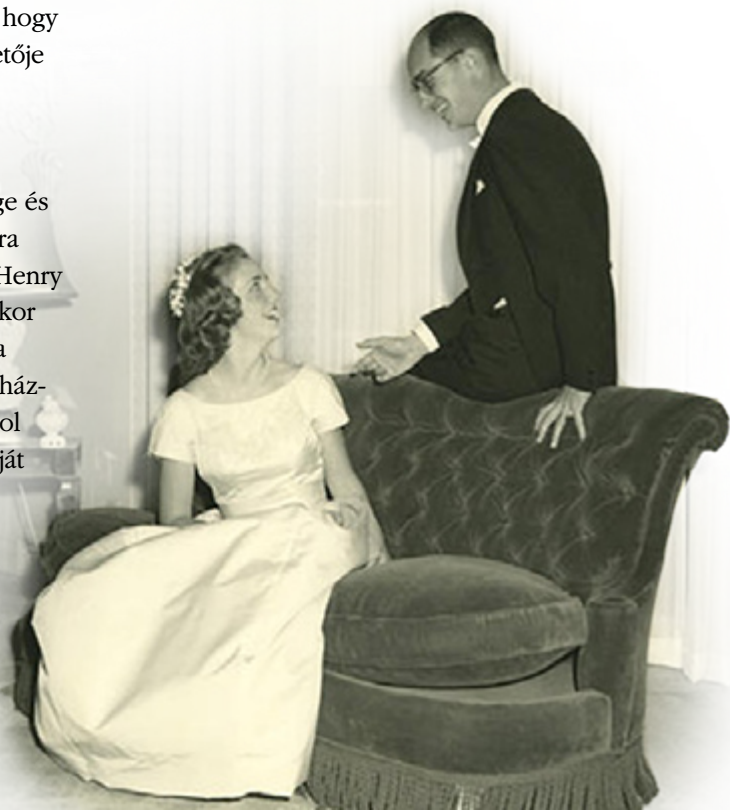 hogy
etője
ge és
ra
Henry
kor
a
ház-
ol
ját